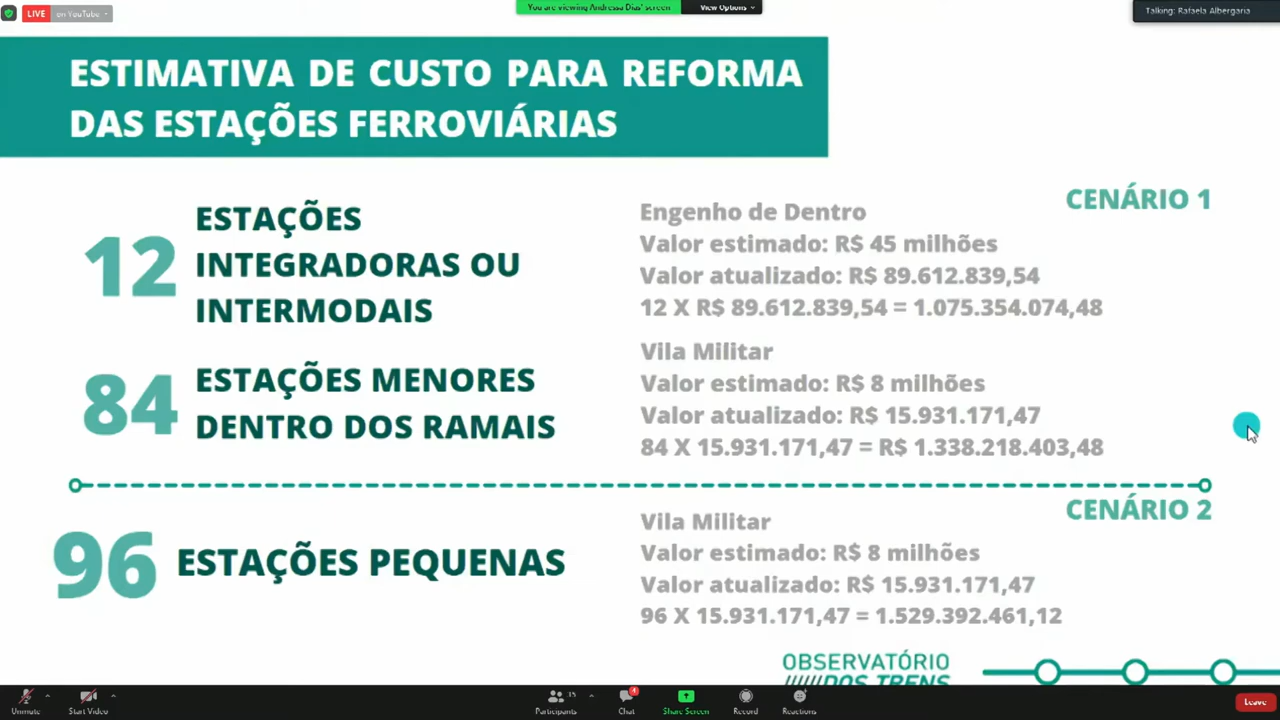 LIVE on YouTube
You are viewing Andressa Dias' screen
View Options
Talking: Rafaela Albergaria
ESTIMATIVA DE CUSTO PARA REFORMA
DAS ESTAÇÕES FERROVIÁRIAS
CENÁRIO 1
12
ESTAÇÕES
INTEGRADORAS OU
INTERMODAIS
Engenho de Dentro
Valor estimado: R$ 45 milhões
Valor atualizado: R$ 89.612.839,54
12 X R$ 89.612.839,54 = 1.075.354.074,48
84
ESTAÇÕES MENORES
DENTRO DOS RAMAIS
Vila Militar
Valor estimado: R$ 8 milhões
Valor atualizado: R$ 15.931.171,47
84 X 15.931.171,47 = R$ 1.338.218.403,48
CENÁRIO 2
96
ESTAÇÕES PEQUENAS
Vila Militar
Valor estimado: R$ 8 milhões
Valor atualizado: R$ 15.931.171,47
96 X 15.931.171,47 = 1.529.392.461,12
OBSERVATÓRIO
DOS TRENS
Unmute
Start Video
Participants
35
Chat
4
Share Screen
Record
Reactions
Leave